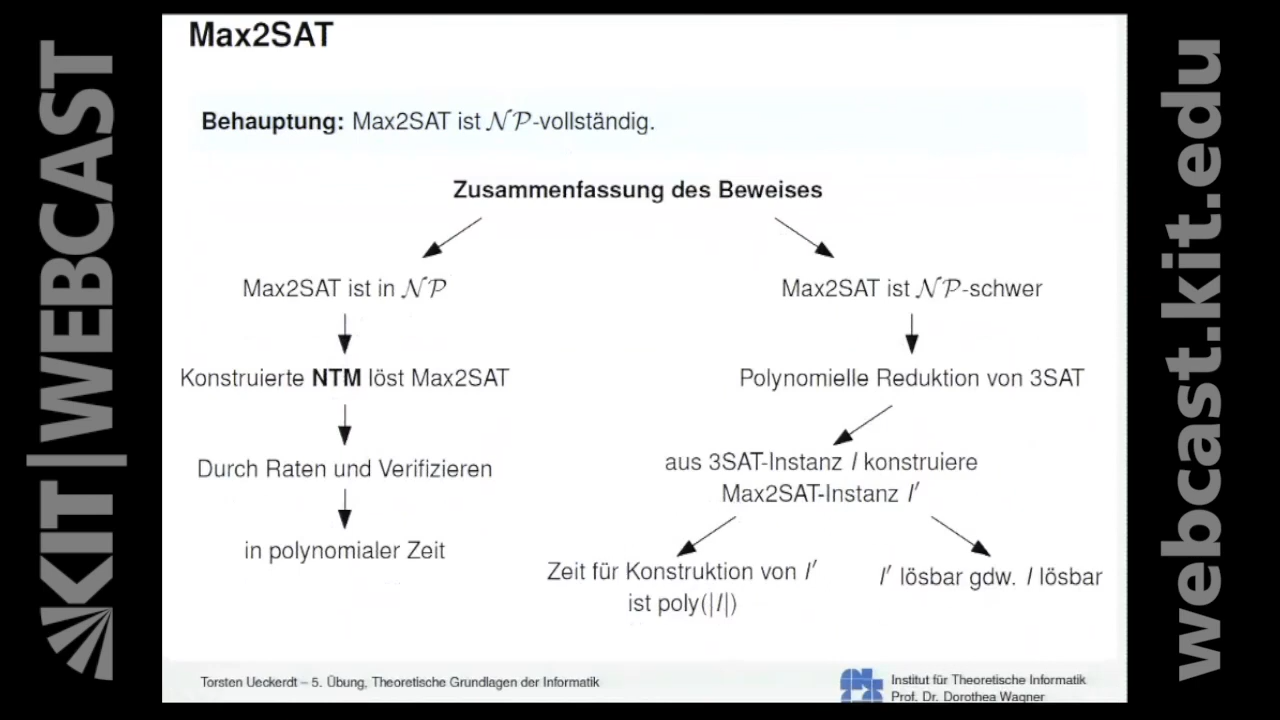 KIT | WEBCAST
Max2SAT
Behauptung: Max2SAT ist 𝒩𝒫-vollständig.
Zusammenfassung des Beweises
Max2SAT ist in 𝒩𝒫
Konstruierte NTM löst Max2SAT
Durch Raten und Verifizieren
in polynomialer Zeit
Max2SAT ist 𝒩𝒫-schwer
Polynomielle Reduktion von 3SAT
aus 3SAT-Instanz I konstruiere
Max2SAT-Instanz I′
Zeit für Konstruktion von I′
ist poly(|I|)
I′ lösbar gdw. I lösbar
Torsten Ueckerdt – 5. Übung, Theoretische Grundlagen der Informatik
Institut für Theoretische Informatik
Prof. Dr. Dorothea Wagner
webcast.kit.edu